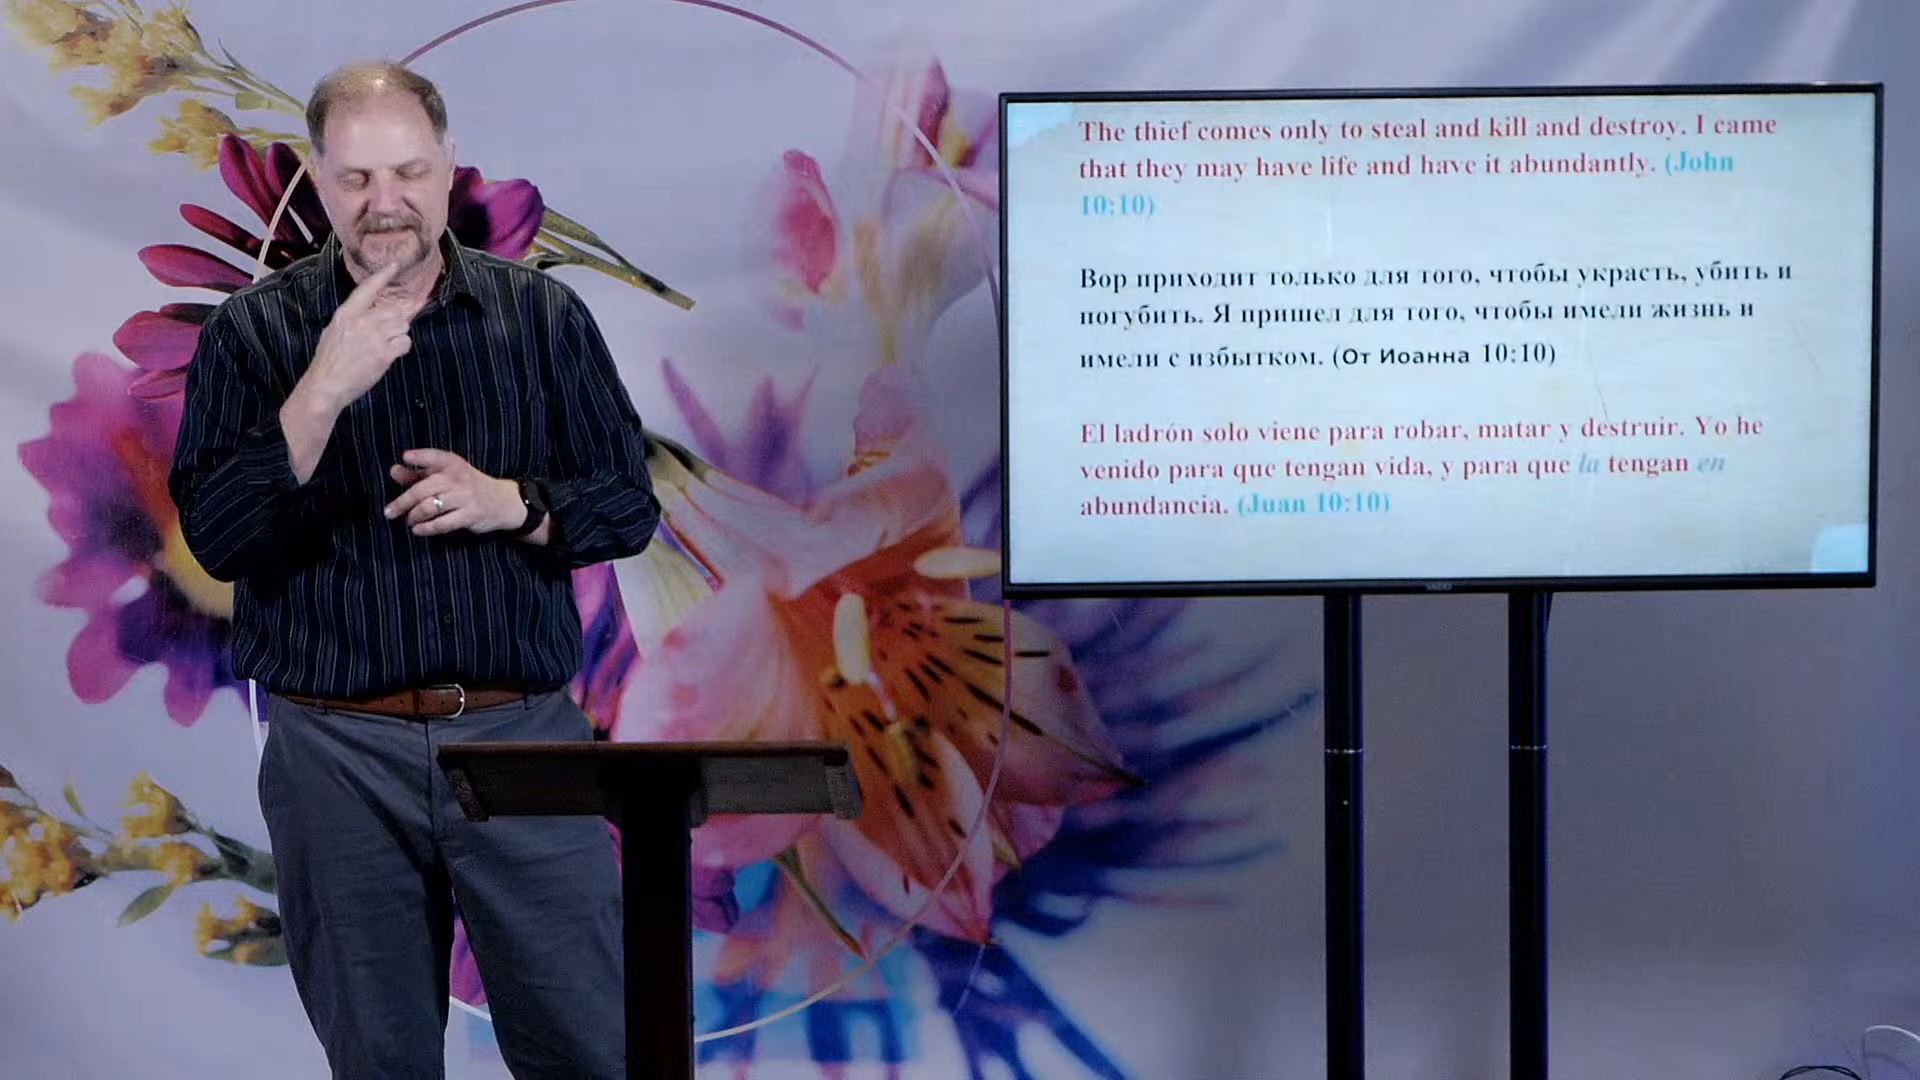 The thief comes only to steal and kill and destroy. I came
that they may have life and have it abundantly. (John
10:10)
Вор приходит только для того, чтобы украсть, убить и
погубить. Я пришел для того, чтобы имели жизнь и
имели с избытком. (От Иоанна 10:10)
El ladrón solo viene para robar, matar y destruir. Yo he
venido para que tengan vida, y para que la tengan en
abundancia. (Juan 10:10)
VIZIO